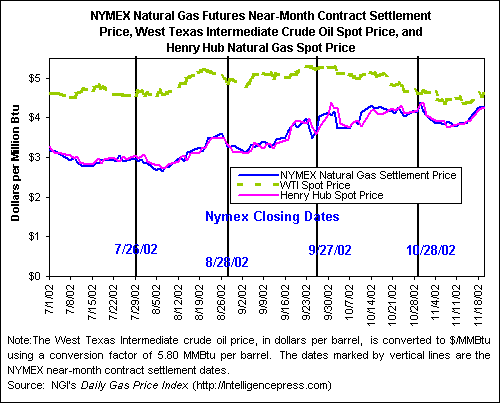 NYMEX Natural Gas Futures Near-Month Contract Settlement
Price, West Texas Intermediate Crude Oil Spot Price, and
Henry Hub Natural Gas Spot Price
Dollars per Million Btu
$5
$4
$3
$2
$1
$0
NYMEX Natural Gas Settlement Price
WTI Spot Price
Henry Hub Spot Price
Nymex Closing Dates
7/26/02
8/28/02
9/27/02
10/28/02
7/1/02
7/8/02
7/15/02
7/22/02
7/29/02
8/5/02
8/12/02
8/19/02
8/26/02
9/2/02
9/9/02
9/16/02
9/23/02
9/30/02
10/7/02
10/14/02
10/21/02
10/28/02
11/4/02
11/11/02
11/18/02
Note:The West Texas Intermediate crude oil price, in dollars per barrel, is converted to $/MMBtu
using a conversion factor of 5.80 MMBtu per barrel. The dates marked by vertical lines are the
NYMEX near-month contract settlement dates.
Source: NGI's Daily Gas Price Index (http://Intelligencepress.com)